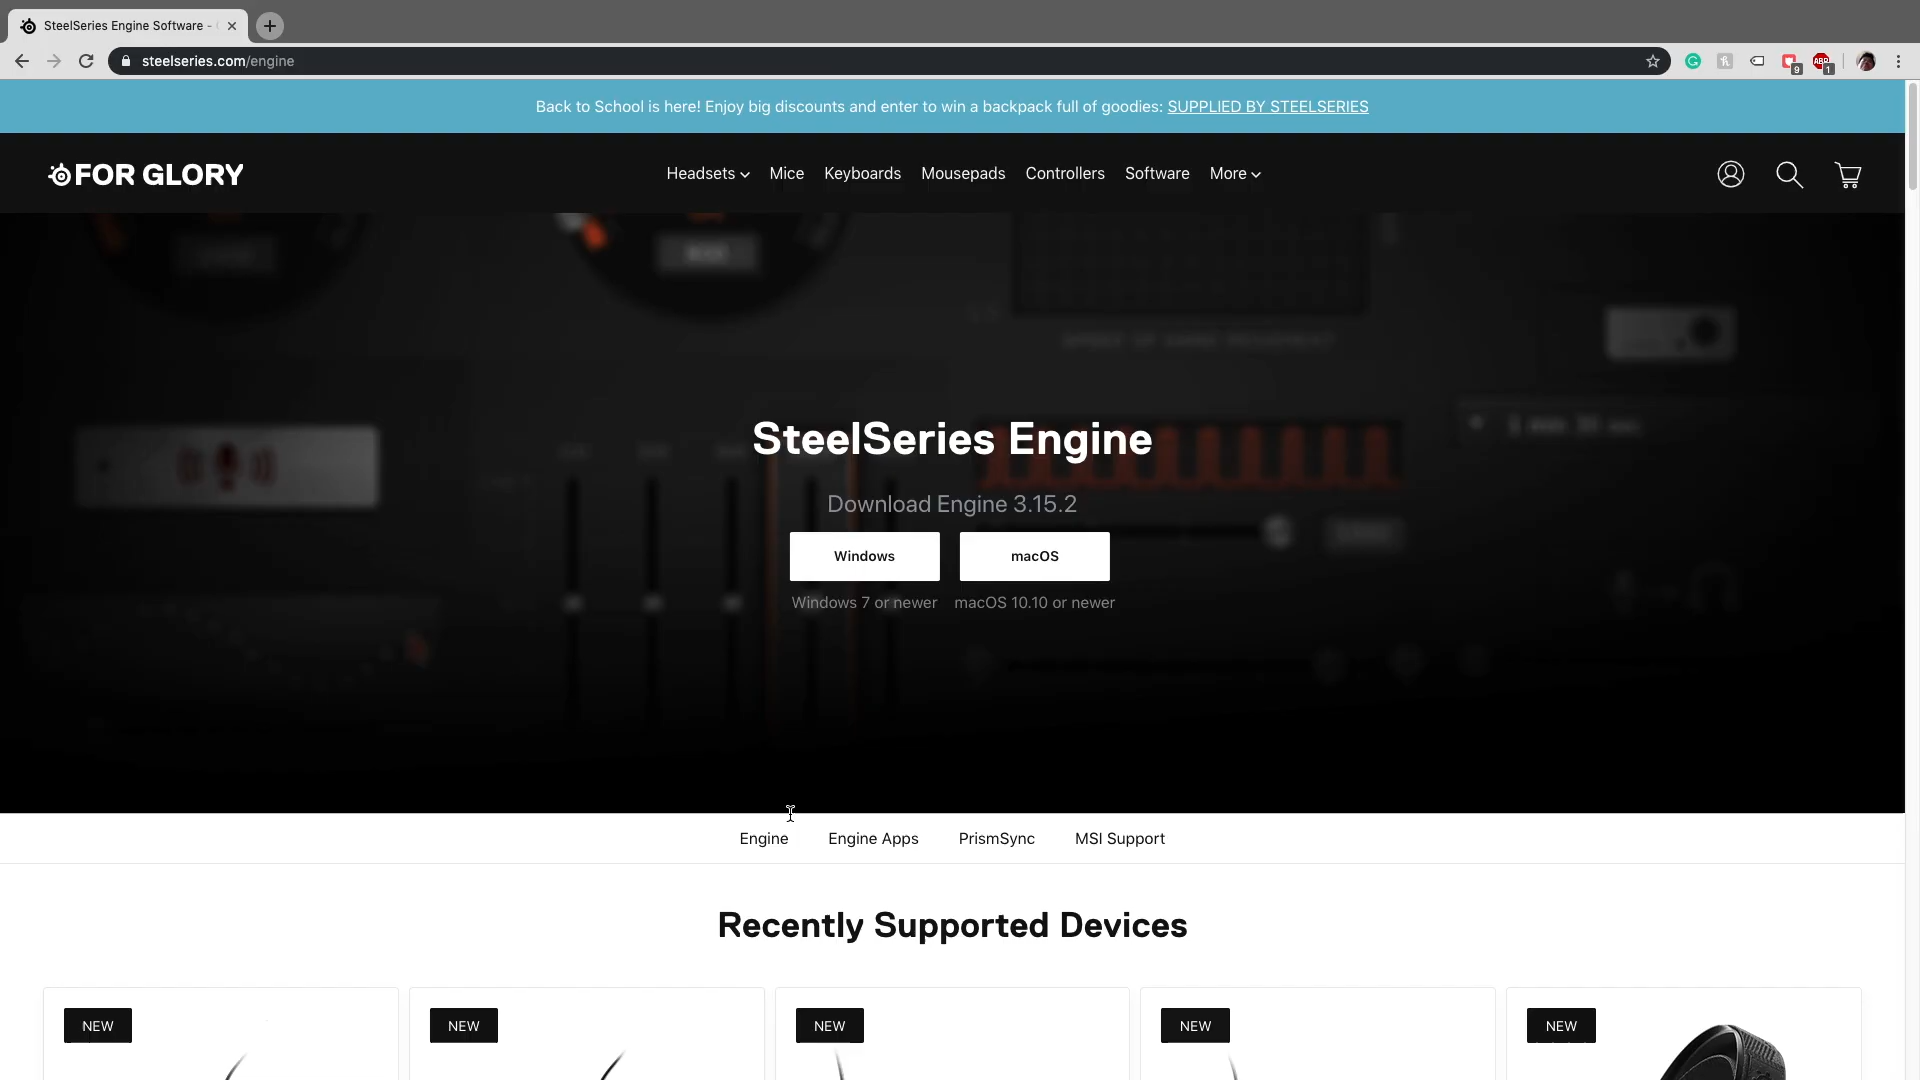 SteelSeries Engine Software -
steelseries.com/engine
9
ABP
1
Back to School is here! Enjoy big discounts and enter to win a backpack full of goodies: SUPPLIED BY STEELSERIES
FOR GLORY
Headsets Mice Keyboards Mousepads Controllers Software More
SteelSeries Engine
Download Engine 3.15.2
Windows macOS
Windows 7 or newer macOS 10.10 or newer
Engine Engine Apps PrismSync MSI Support
Recently Supported Devices
NEW NEW NEW NEW NEW